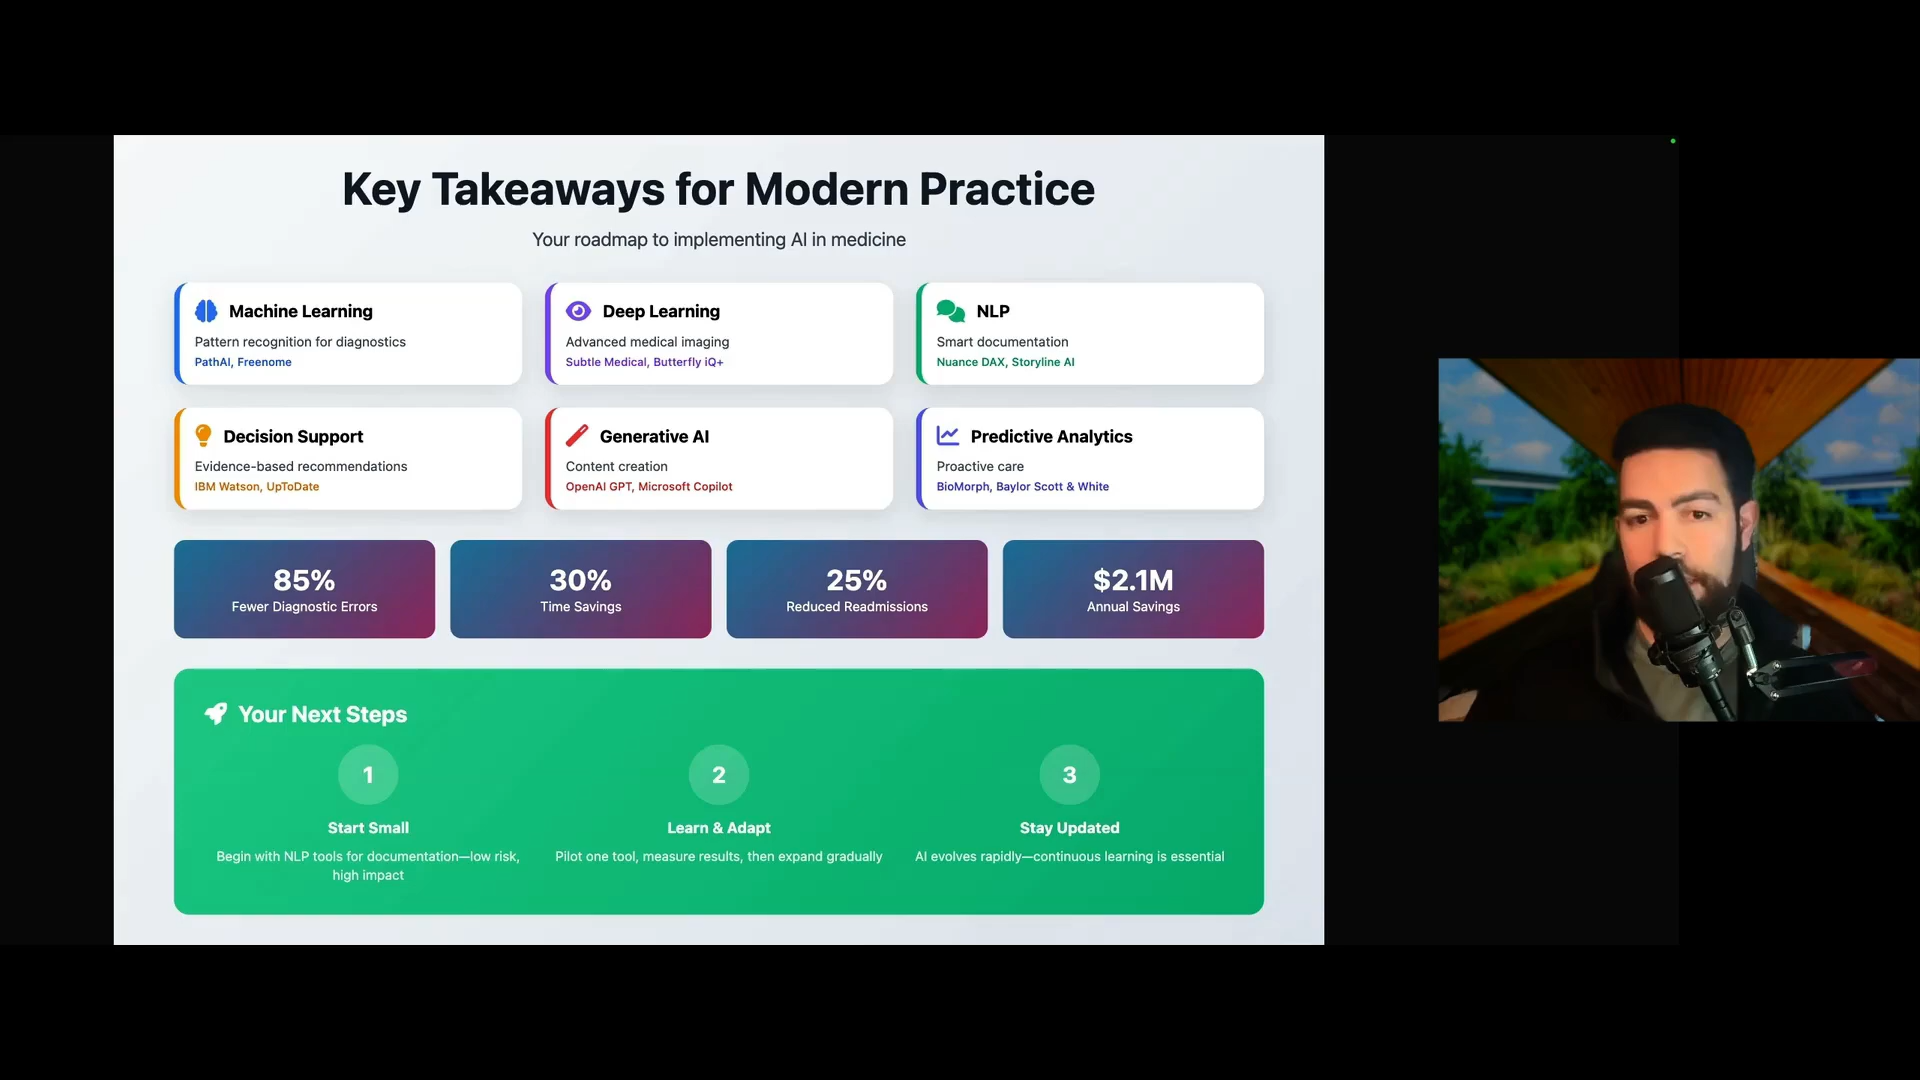 Key Takeaways for Modern Practice
Your roadmap to implementing AI in medicine
Machine Learning
Pattern recognition for diagnostics
PathAI, Freenome
Deep Learning
Advanced medical imaging
Subtle Medical, Butterfly iQ+
NLP
Smart documentation
Nuance DAX, Storyline AI
Decision Support
Evidence-based recommendations
IBM Watson, UpToDate
Generative AI
Content creation
OpenAI GPT, Microsoft Copilot
Predictive Analytics
Proactive care
BioMorph, Baylor Scott & White
85%
Fewer Diagnostic Errors
30%
Time Savings
25%
Reduced Readmissions
$2.1M
Annual Savings
Your Next Steps
1
Start Small
Begin with NLP tools for documentation—low risk,
high impact
2
Learn & Adapt
Pilot one tool, measure results, then expand gradually
3
Stay Updated
AI evolves rapidly—continuous learning is essential